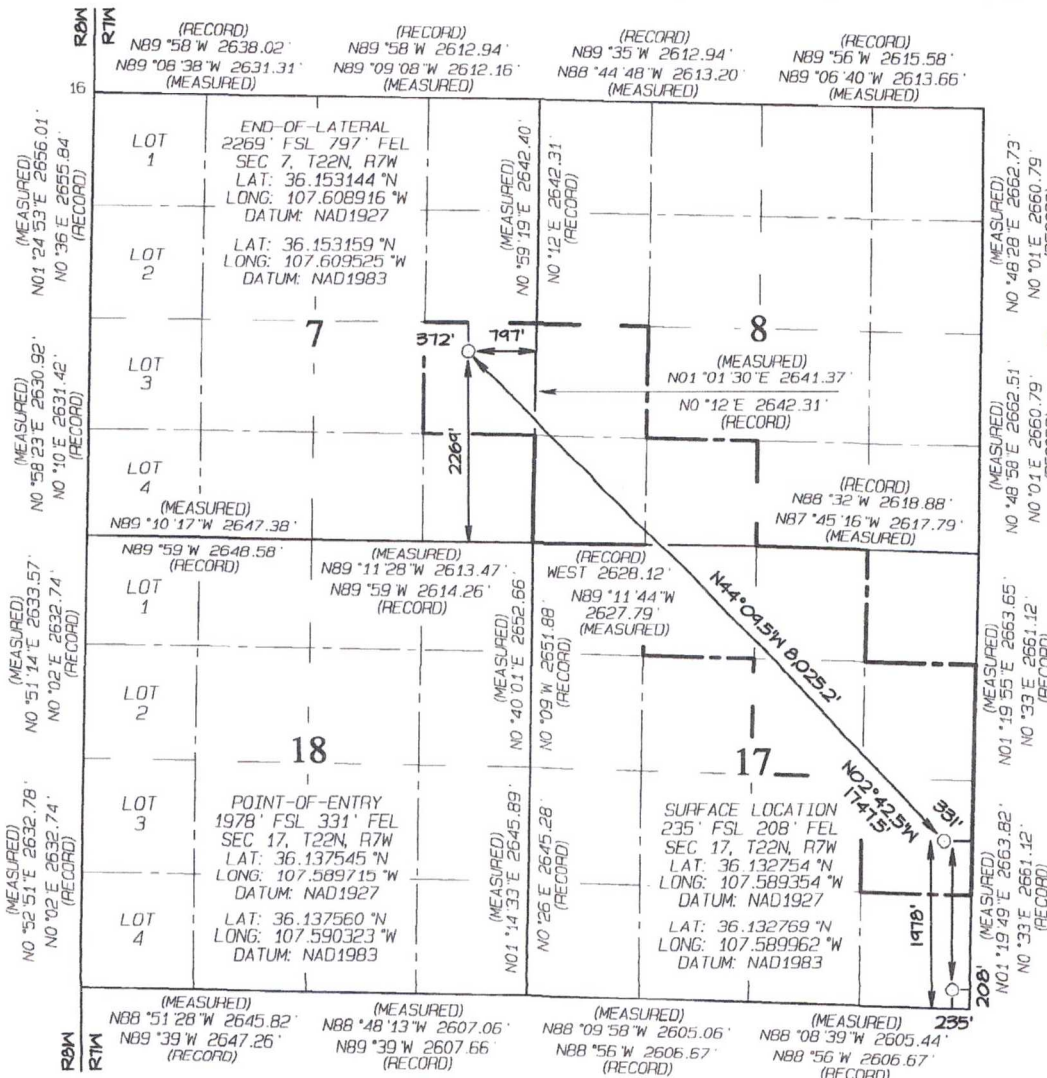 R8W
R7W
(RECORD)
N89°58'W 2638.02'
N89°08'38"W 2631.31'
(MEASURED)
(RECORD)
N89°58'W 2612.94'
N89°09'08"W 2612.16'
(MEASURED)
(RECORD)
N89°35'W 2612.94'
N88°44'48"W 2613.20'
(MEASURED)
(RECORD)
N89°56'W 2615.58'
N89°06'40"W 2613.66'
(MEASURED)
16
(MEASURED)
N01°24'53"E 2656.01'
N0°36'E 2655.84'
(RECORD)
LOT
1
END-OF-LATERAL
2269' FSL 797' FEL
SEC 7, T22N, R7W
LAT: 36.153144°N
LONG: 107.608916°W
DATUM: NAD1927
LAT: 36.153159°N
LONG: 107.609525°W
DATUM: NAD1983
(MEASURED)
N0°59'19"E 2642.40'
N0°12'E 2642.31'
(RECORD)
(MEASURED)
N0°48'28"E 2662.73'
N0°01'E 2660.79'
LOT
2
7
8
372'
797'
(MEASURED)
N01°01'30"E 2641.37'
N0°12'E 2642.31'
(RECORD)
(MEASURED)
N0°58'23"E 2630.92'
N0°10'E 2631.42'
(RECORD)
LOT
3
2269'
(MEASURED)
N0°48'58"E 2662.51'
N0°01'E 2660.79'
LOT
4
(RECORD)
N88°32'W 2618.88'
N87°45'16"W 2617.79'
(MEASURED)
(MEASURED)
N89°10'17"W 2647.38'
N89°59'W 2648.58'
(RECORD)
(MEASURED)
N89°11'28"W 2613.47'
N89°59'W 2614.26'
(RECORD)
(RECORD)
WEST 2628.12'
N89°11'44"W
2627.79'
(MEASURED)
N44°09.5'W 8,025.2'
(MEASURED)
N0°51'14"E 2633.57'
N0°02'E 2632.74'
(RECORD)
LOT
1
(MEASURED)
N0°40'01"E 2652.66'
N0°09'W 2651.88'
(RECORD)
(MEASURED)
N01°19'55"E 2663.65'
N0°33'E 2661.12'
(RECORD)
LOT
2
18
17
N02°42.5'W
1747.5'
331'
(MEASURED)
N0°52'51"E 2632.78'
N0°02'E 2632.74'
(RECORD)
LOT
3
POINT-OF-ENTRY
1978' FSL 331' FEL
SEC 17, T22N, R7W
LAT: 36.137545°N
LONG: 107.589715°W
DATUM: NAD1927
LAT: 36.137560°N
LONG: 107.590323°W
DATUM: NAD1983
(MEASURED)
N01°14'33"E 2645.89'
N0°26'E 2645.28'
(RECORD)
SURFACE LOCATION
235' FSL 208' FEL
SEC 17, T22N, R7W
LAT: 36.132754°N
LONG: 107.589354°W
DATUM: NAD1927
LAT: 36.132769°N
LONG: 107.589962°W
DATUM: NAD1983
1978'
(MEASURED)
N01°19'49"E 2663.82'
N0°33'E 2661.12'
(RECORD)
LOT
4
208'
235'
(MEASURED)
N88°51'28"W 2645.82'
N89°39'W 2647.26'
(RECORD)
(MEASURED)
N88°48'13"W 2607.06'
N89°39'W 2607.66'
(RECORD)
(MEASURED)
N88°09'58"W 2605.06'
N88°56'W 2606.67'
(RECORD)
(MEASURED)
N88°08'39"W 2605.44'
N88°56'W 2606.67'
(RECORD)
R8W
R7W